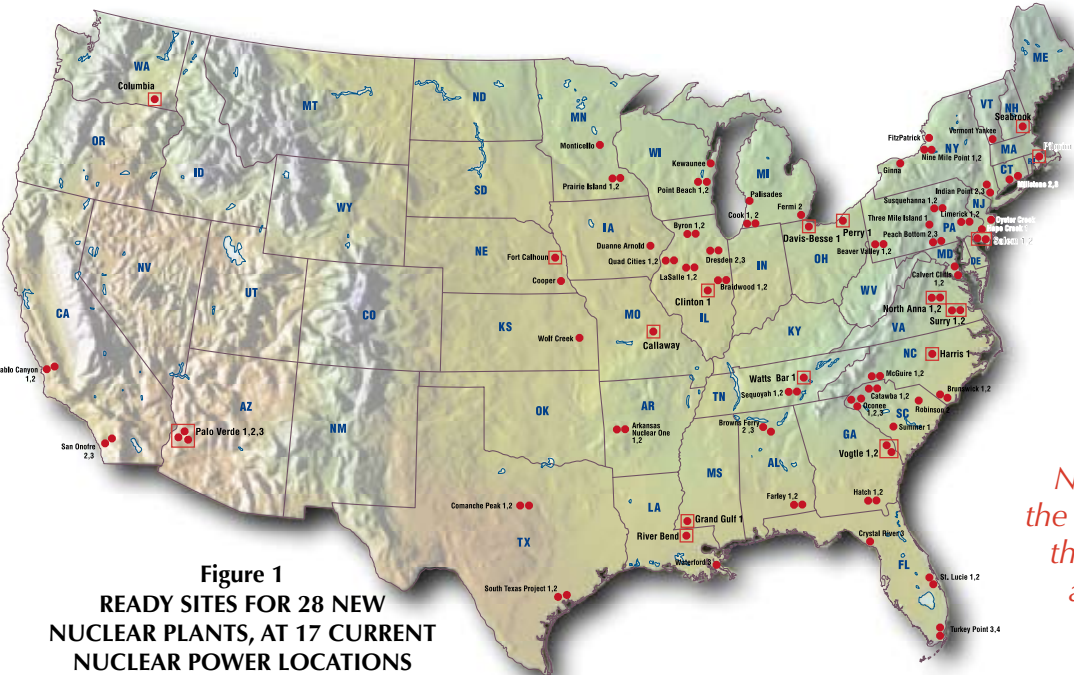 WA
Columbia
MT
ND
MN
ME
VT
NH
Seabrook
OR
ID
Monticello
WI
Kewaunee
MI
FitzPatrick
Vermont Yankee
NY
MA
Nine Mile Point 1,2
Ginna
CT
SD
Prairie Island 1,2
Point Beach 1,2
Palisades
Indian Point 2,3
WY
Fermi 2
Susquehanna 1,2
NJ
IA
Cook 1, 2
Perry 1
Three Mile Island 1
Limerick 1,2
Oyster Creek
Byron 1,2
Davis-Besse 1
PA
Hope Creek
NE
Duanne Arnold
Peach Bottom 2,3
Salem 1,2
NV
Fort Calhoun
Quad Cities 1,2
Dresden 2,3
Beaver Valley 1,2
MD
DE
UT
Cooper
LaSalle 1,2
IN
OH
Calvert Cliffs
1,2
Braidwood 1,2
WV
CA
CO
Clinton 1
North Anna 1,2
MO
IL
Surry 1,2
KS
Wolf Creek
Callaway
KY
VA
NC
Harris 1
ablo Canyon
1,2
Watts Bar 1
McGuire 1,2
Sequoyah 1,2
Catawba 1,2
Brunswick 1,2
AZ
NM
OK
AR
TN
Oconee
1,2,3
Robinson 2
SC
Palo Verde 1,2,3
Arkansas
Nuclear One
1,2
Browns Ferry
2 ,3
Summer 1
San Onofre
2,3
GA
MS
AL
Vogtle 1,2
N
Comanche Peak 1,2
LA
Farley 1,2
Hatch 1,2
the
Grand Gulf 1
TX
River Bend
Crystal River 3
th
Waterford 3
FL
a
St. Lucie 1,2
South Texas Project 1,2
Turkey Point 3,4
Figure 1
READY SITES FOR 28 NEW
NUCLEAR PLANTS, AT 17 CURRENT
NUCLEAR POWER LOCATIONS